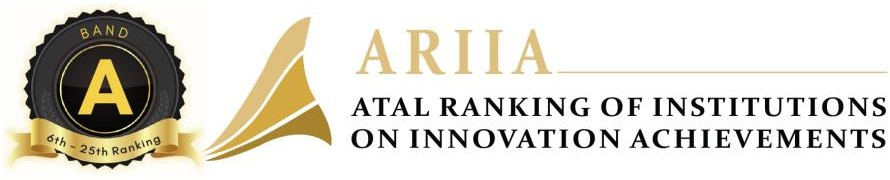 BAND
A
6th - 25th Ranking
ARIIA
ATAL RANKING OF INSTITUTIONS
ON INNOVATION ACHIEVEMENTS